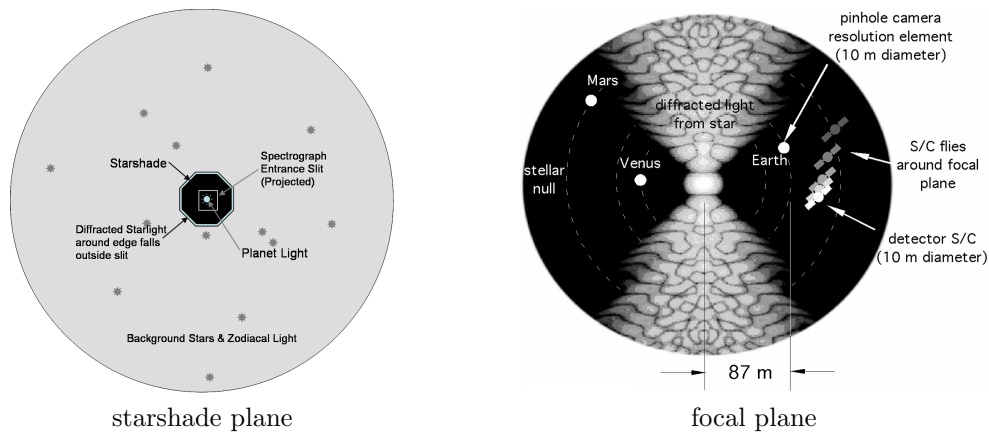 Starshade
Spectrograph
Entrance Slit
(Projected)
Diffracted Starlight
around edge falls
outside slit
Planet Light
Background Stars & Zodiacal Light
starshade plane
pinhole camera
resolution element
(10 m diameter)
Mars
diffracted light
from star
Venus
Earth
stellar
null
S/C flies
around focal
plane
detector S/C
(10 m diameter)
87 m
focal plane